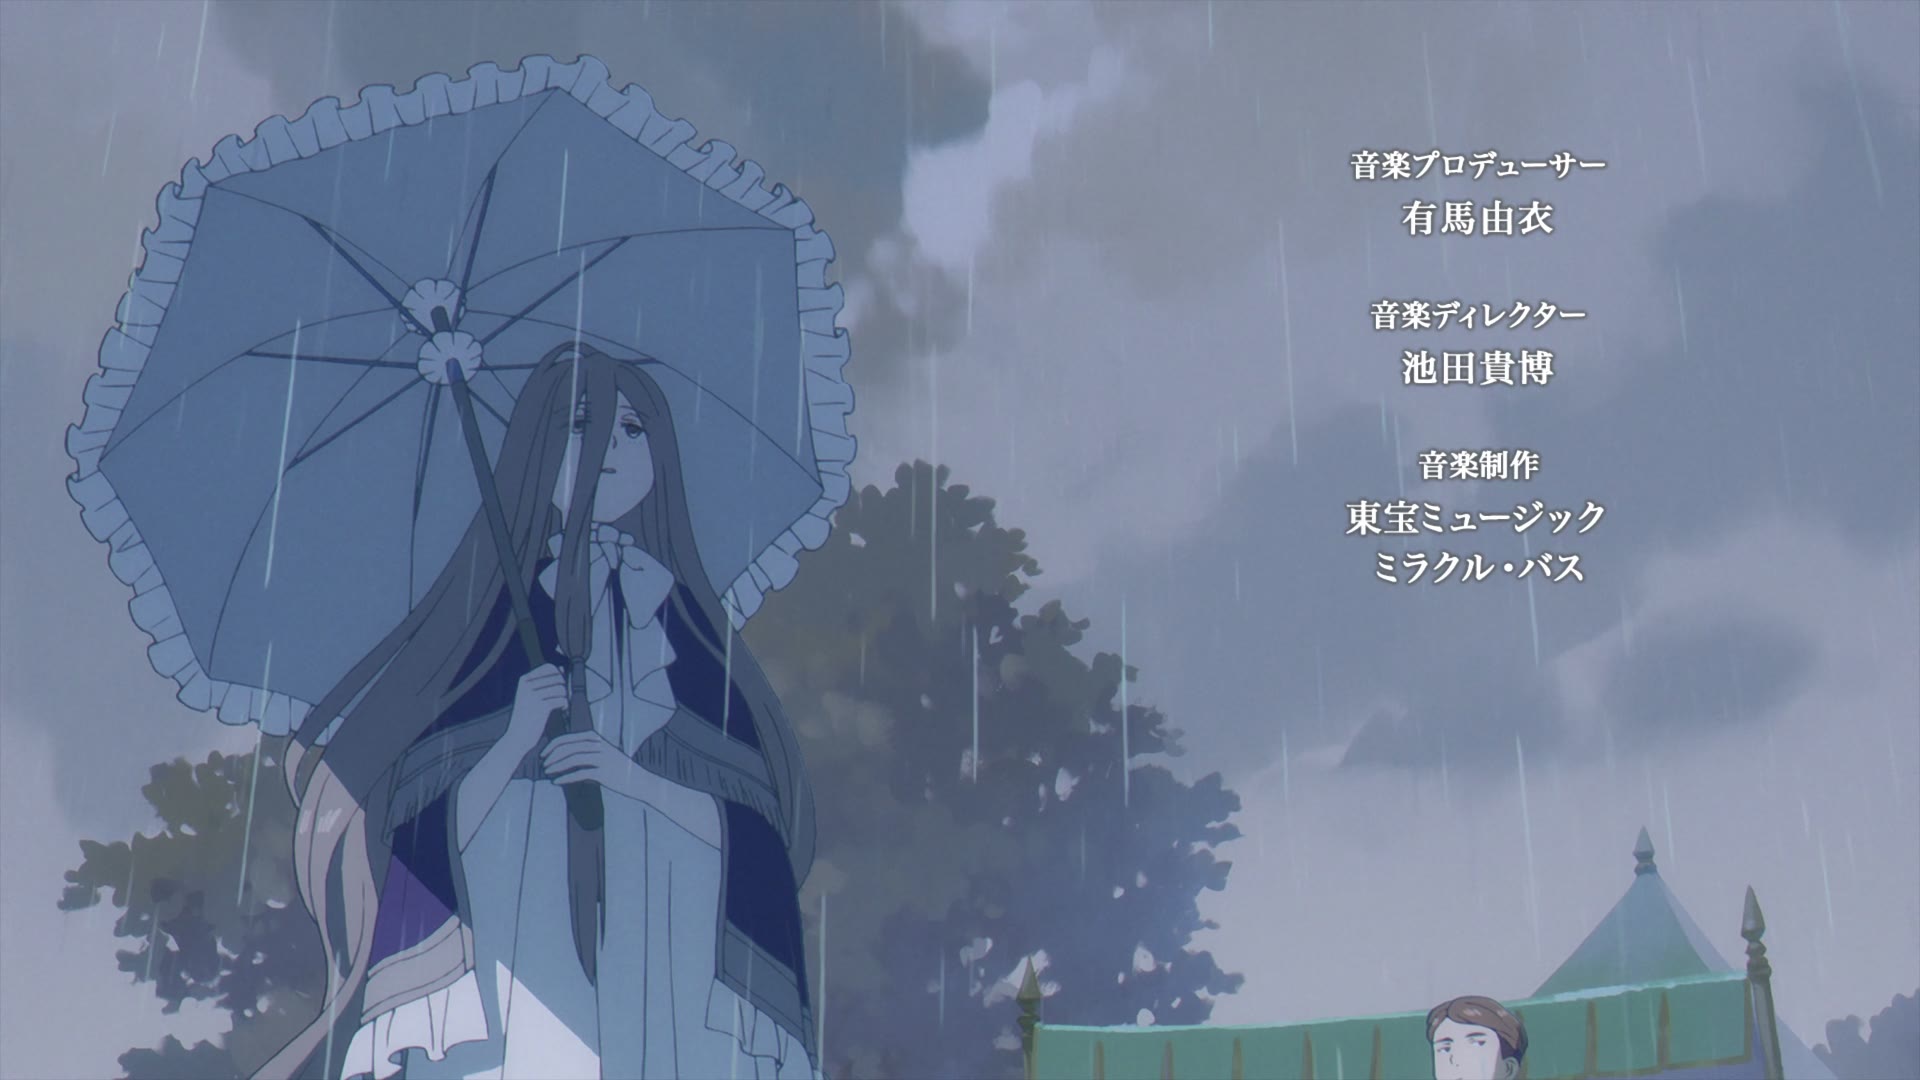 音楽プロデューサー
有馬由衣
音楽ディレクター
池田貴博
音楽制作
東宝ミュージック
ミラクル・バス